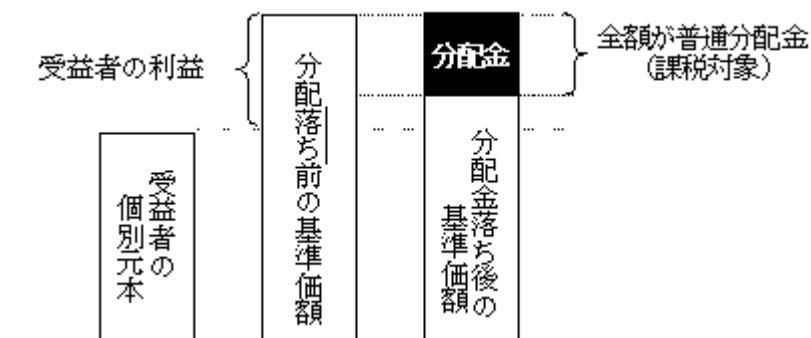 受益者の利益
受益者の
個別元本
分配落ち前の基準価額
分配金
分配金落ち後の
基準価額
全額が普通分配金
(課税対象)